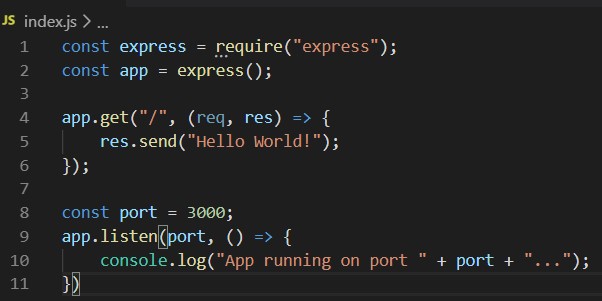 JS index.js > ...
1 const express = require("express");
2 const app = express();
3
4 app.get("/", (req, res) => {
5     res.send("Hello World!");
6 });
7
8 const port = 3000;
9 app.listen(port, () => {
10     console.log("App running on port " + port + "...");
11 })